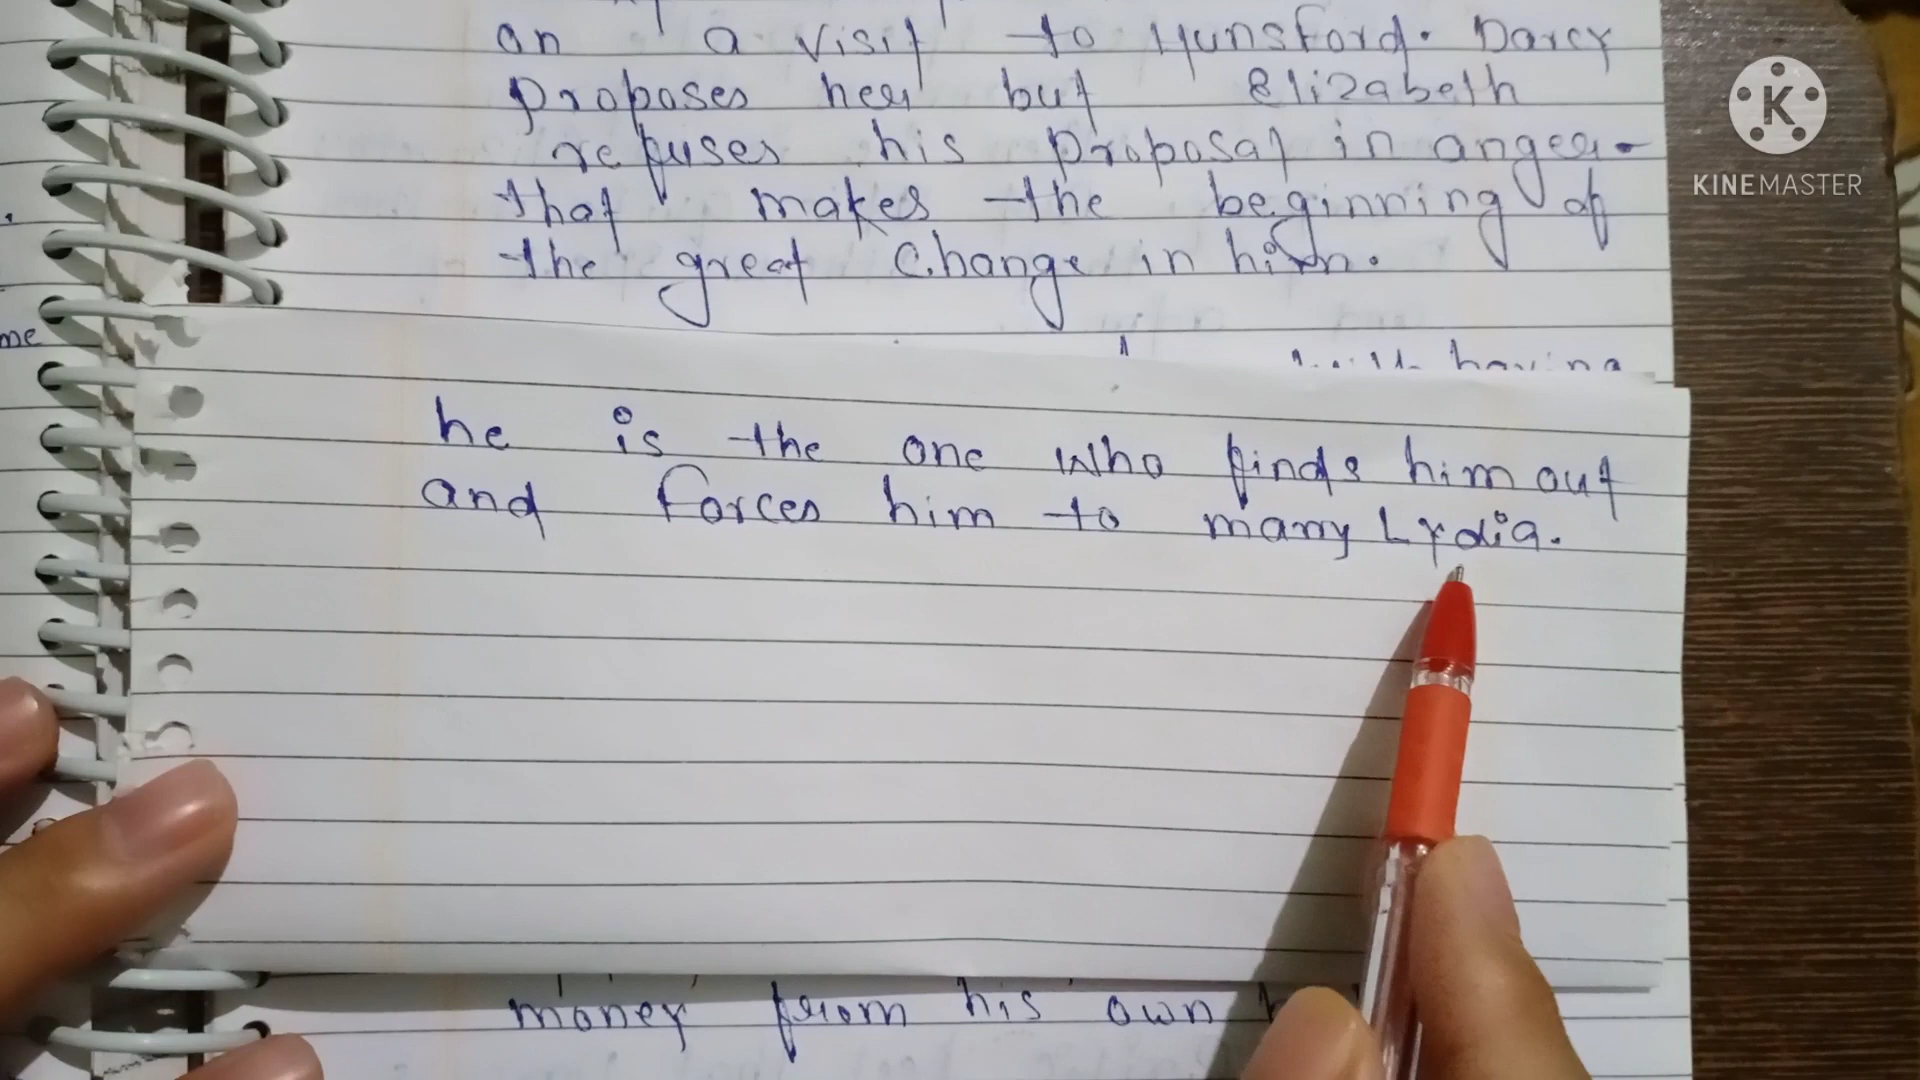 on a visit to Hunsford. Darcy
proposes her but Elizabeth
refuses his proposal in anger.
that makes the beginning of
the great change in him.
me
having
he is the one who finds him out
and forces him to marry Lydia.
money from his own
K
KINEMASTER